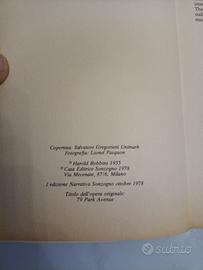 Copertina: Salvatore Gregorietti Unimark
Fotografia: Lionel Pasquon
© Harold Robbins 1955
© Casa Editrice Sonzogno 1978
Via Mecenate, 87/6, Milano
I edizione Narrativa Sonzogno ottobre 1978
Titolo dell'opera originale:
79 Park Avenue
The
subito